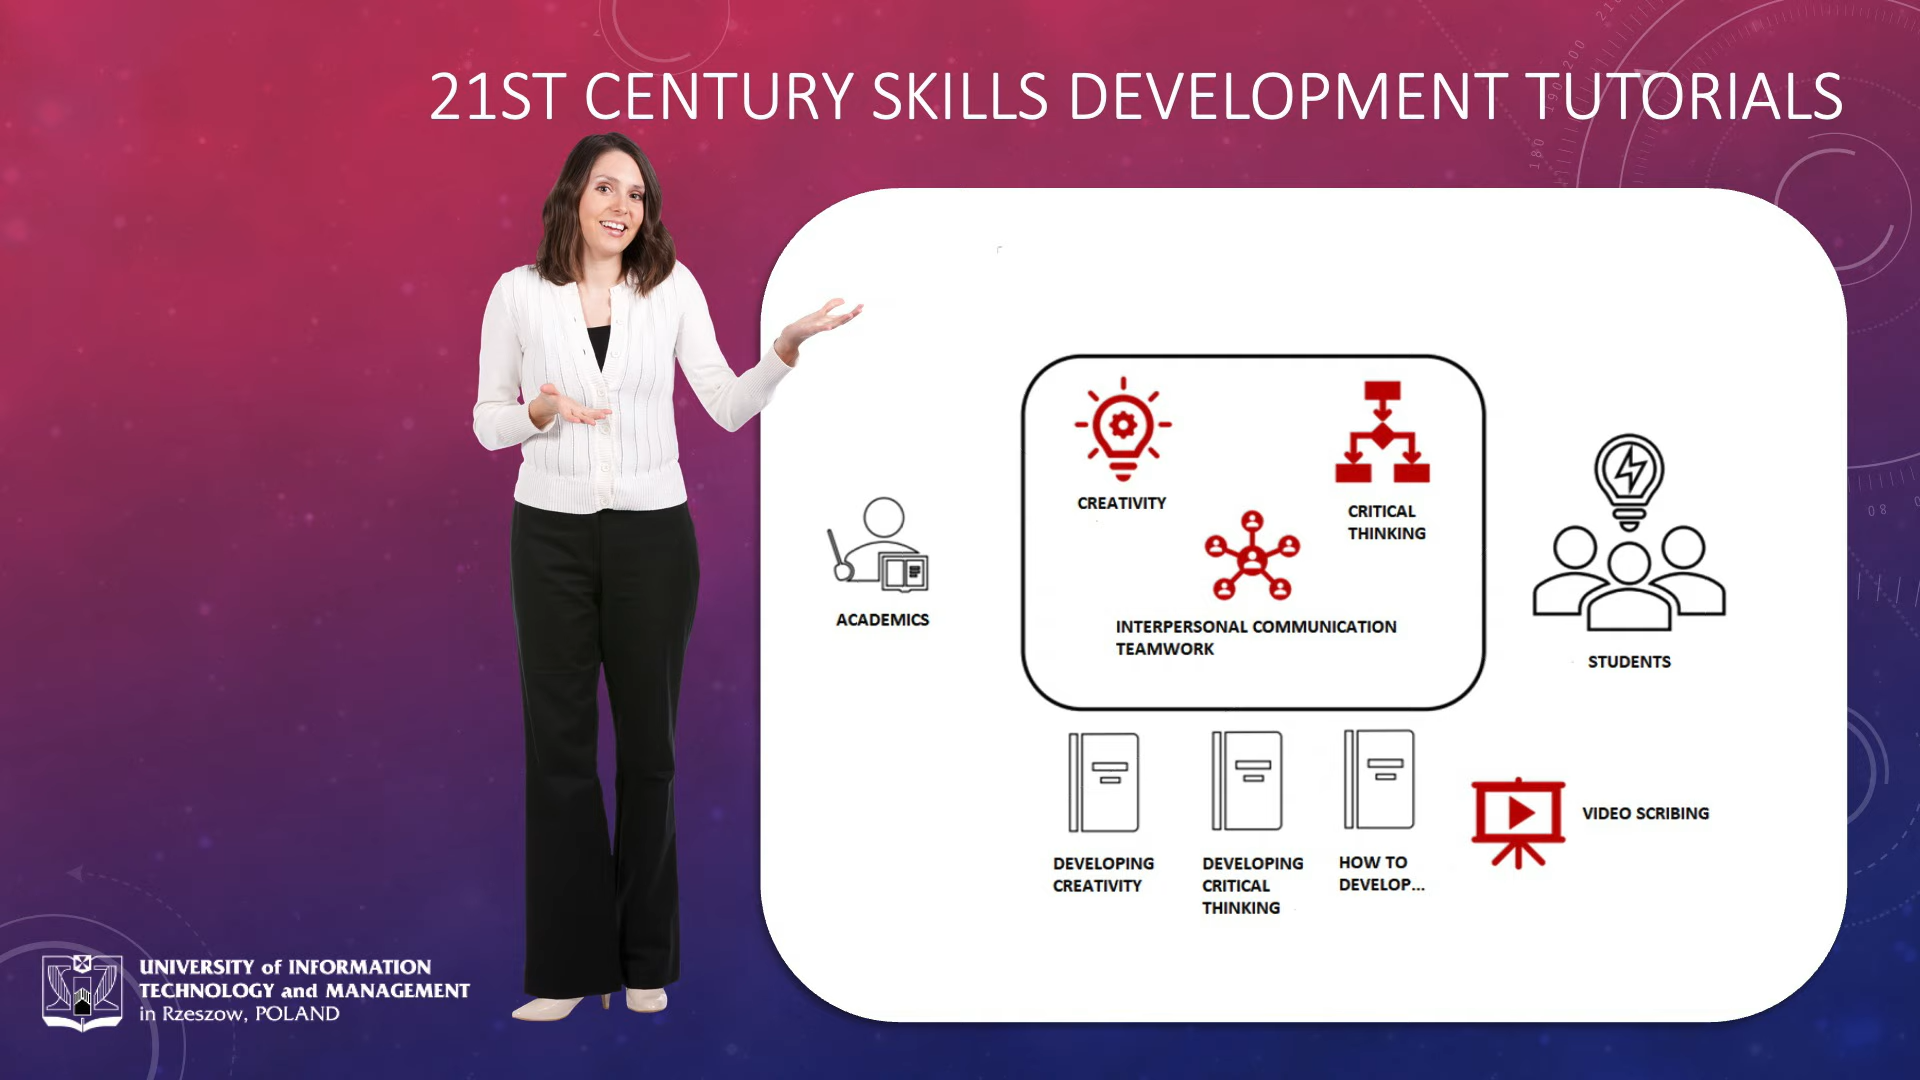 21ST CENTURY SKILLS DEVELOPMENT TUTORIALS
CREATIVITY
CRITICAL
THINKING
INTERPERSONAL COMMUNICATION
TEAMWORK
ACADEMICS
STUDENTS
DEVELOPING
CREATIVITY
DEVELOPING
CRITICAL
THINKING
HOW TO
DEVELOP...
VIDEO SCRIBING
UNIVERSITY of INFORMATION
TECHNOLOGY and MANAGEMENT
in Rzeszow, POLAND